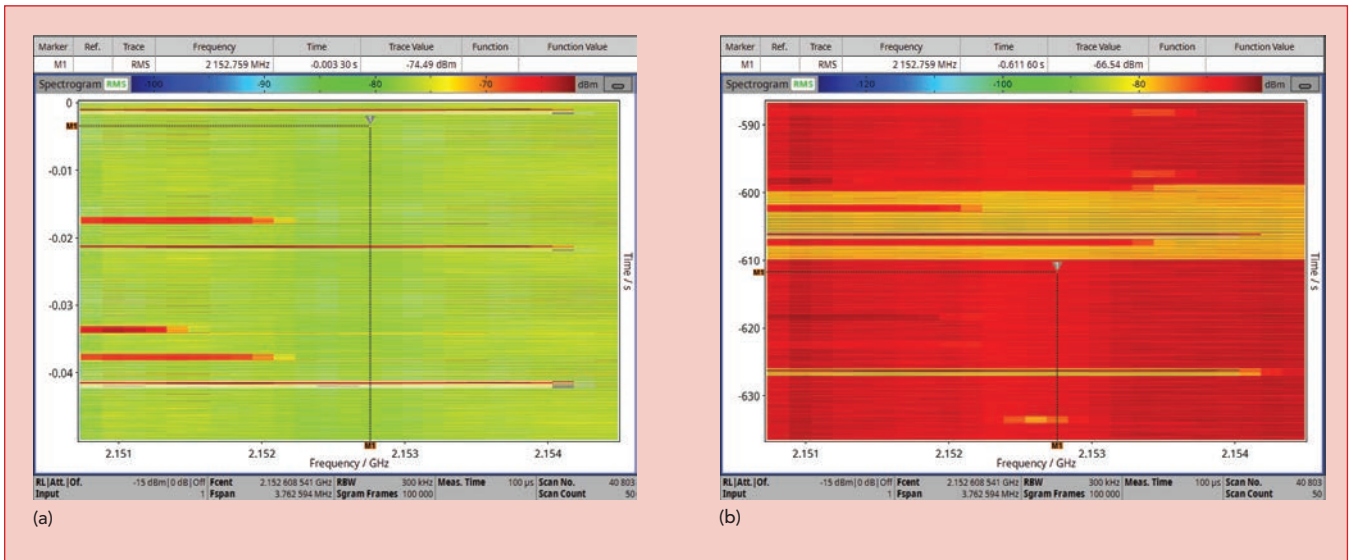 Marker Ref. Trace Frequency Time Trace Value Function Function Value
M1 RMS 2 152.759 MHz -0.003 30 s -74.49 dBm
Spectrogram RMS -100 -90 -80 -70 dBm
0
M1
1
-0.01
-0.02
-0.03
-0.04
Time / s
2.151 2.152 2.153 2.154
M1
Frequency / GHz
RL|Att.|Of. -15 dBm|0 dB|Off Fcent 2.152 608 541 GHz RBW 300 kHz Meas. Time 100 µs Scan No. 40 803
Input 1 Fspan 3.762 594 MHz Sgram Frames 100 000 Scan Count 50
(a)
Marker Ref. Trace Frequency Time Trace Value Function Function Value
M1 RMS 2 152.759 MHz -0.611 60 s -66.54 dBm
Spectrogram RMS -120 -100 -80 dBm
-590
-600
-610
M1
1
-620
-630
Time / s
2.151 2.152 2.153 2.154
M1
Frequency / GHz
RL|Att.|Of. -15 dBm|0 dB|Off Fcent 2.152 608 541 GHz RBW 300 kHz Meas. Time 100 µs Scan No. 40 803
Input 1 Fspan 3.762 594 MHz Sgram Frames 100 000 Scan Count 50
(b)